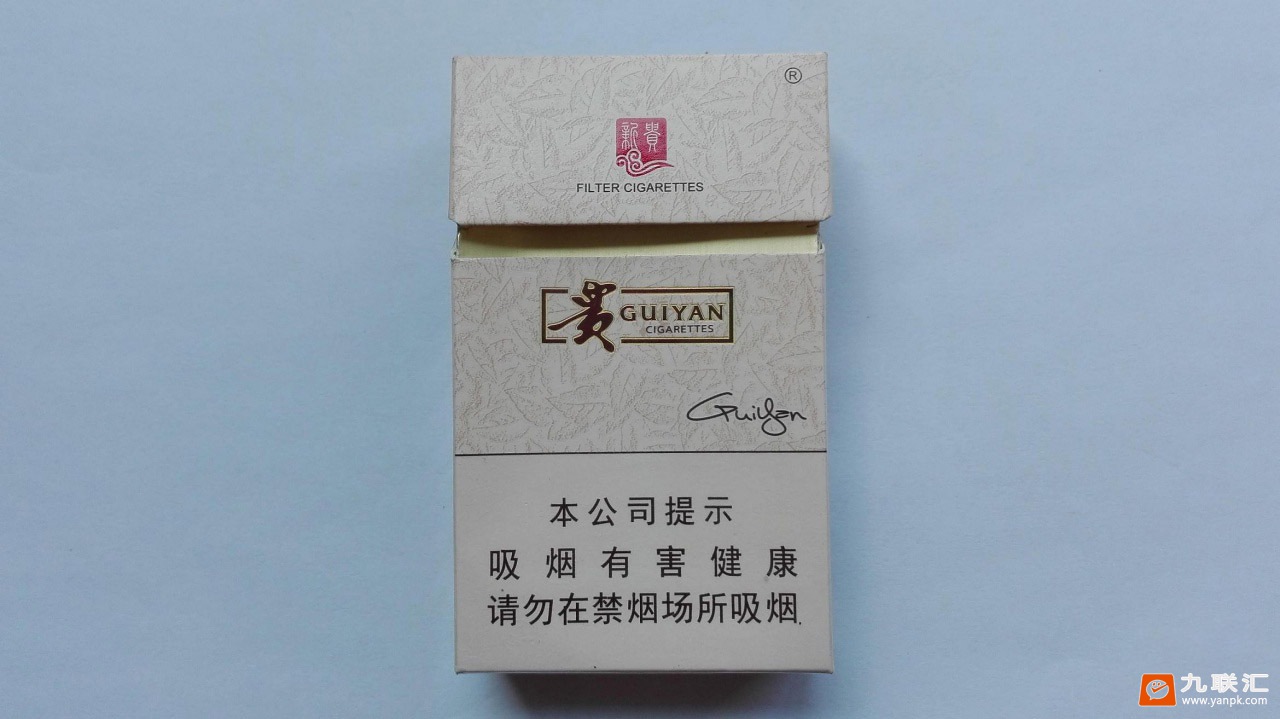 ®
新貴
FILTER CIGARETTES
贵 GUIYAN
CIGARETTES
GuiYan
本公司提示
吸烟有害健康
请勿在禁烟场所吸烟
九联汇
www.yanpk.com